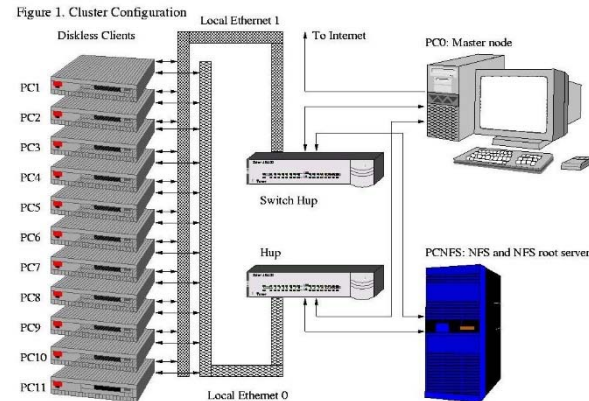 Figure 1. Cluster Configuration
Diskless Clients
Local Ethernet 1
To Internet
PC0: Master node
PC1
PC2
PC3
PC4
PC5
PC6
PC7
PC8
PC9
PC10
PC11
Switch Hup
Hup
PCNFS: NFS and NFS root server
Local Ethernet 0